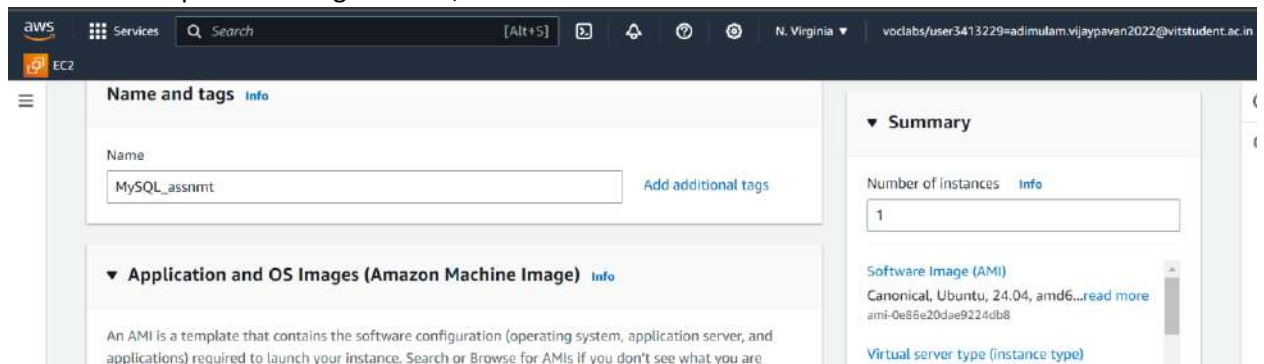 aws Services Search [Alt+S] N. Virginia voclabs/user3413229=adimulam.vijaypavan2022@vitstudent.ac.in
EC2
Name and tags Info
Name
MySQL_assnmt
Add additional tags
▼ Application and OS Images (Amazon Machine Image) Info
An AMI is a template that contains the software configuration (operating system, application server, and
applications) required to launch your instance. Search or Browse for AMIs if you don't see what you are
▼ Summary
Number of instances Info
1
Software Image (AMI)
Canonical, Ubuntu, 24.04, amd6...read more
ami-0e86e20dae9224db8
Virtual server type (instance type)